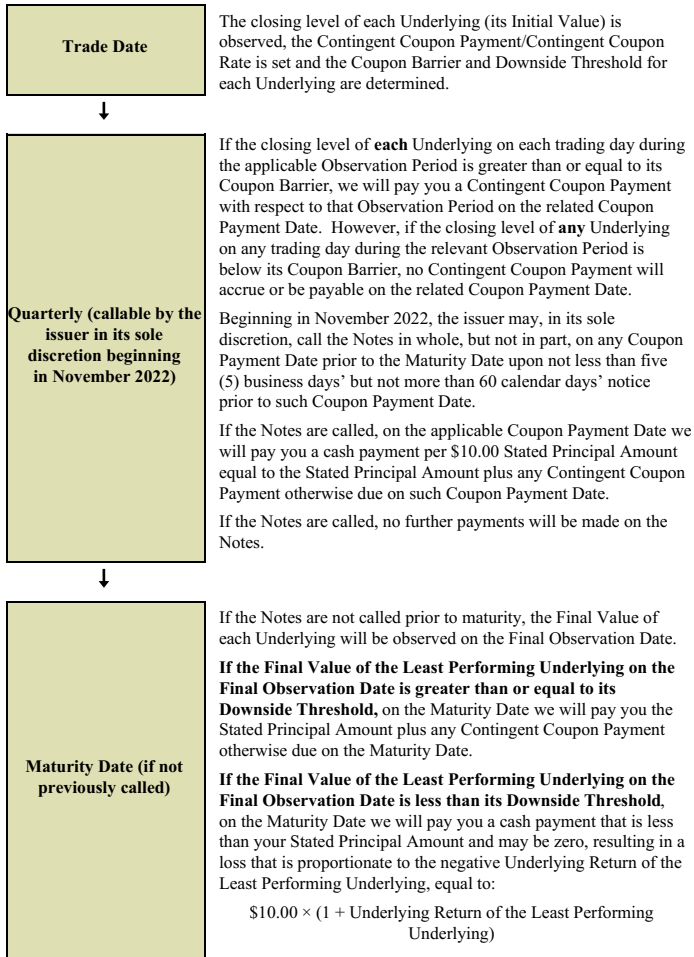 Trade Date
The closing level of each Underlying (its Initial Value) is
observed, the Contingent Coupon Payment/Contingent Coupon
Rate is set and the Coupon Barrier and Downside Threshold for
each Underlying are determined.
↓
Quarterly (callable by the
issuer in its sole
discretion beginning
in November 2022)
If the closing level of each Underlying on each trading day during
the applicable Observation Period is greater than or equal to its
Coupon Barrier, we will pay you a Contingent Coupon Payment
with respect to that Observation Period on the related Coupon
Payment Date. However, if the closing level of any Underlying
on any trading day during the relevant Observation Period is
below its Coupon Barrier, no Contingent Coupon Payment will
accrue or be payable on the related Coupon Payment Date.
Beginning in November 2022, the issuer may, in its sole
discretion, call the Notes in whole, but not in part, on any Coupon
Payment Date prior to the Maturity Date upon not less than five
(5) business days’ but not more than 60 calendar days’ notice
prior to such Coupon Payment Date.
If the Notes are called, on the applicable Coupon Payment Date we
will pay you a cash payment per $10.00 Stated Principal Amount
equal to the Stated Principal Amount plus any Contingent Coupon
Payment otherwise due on such Coupon Payment Date.
If the Notes are called, no further payments will be made on the
Notes.
↓
Maturity Date (if not
previously called)
If the Notes are not called prior to maturity, the Final Value of
each Underlying will be observed on the Final Observation Date.
If the Final Value of the Least Performing Underlying on the
Final Observation Date is greater than or equal to its
Downside Threshold, on the Maturity Date we will pay you the
Stated Principal Amount plus any Contingent Coupon Payment
otherwise due on the Maturity Date.
If the Final Value of the Least Performing Underlying on the
Final Observation Date is less than its Downside Threshold,
on the Maturity Date we will pay you a cash payment that is less
than your Stated Principal Amount and may be zero, resulting in a
loss that is proportionate to the negative Underlying Return of the
Least Performing Underlying, equal to:
$10.00 × (1 + Underlying Return of the Least Performing
Underlying)